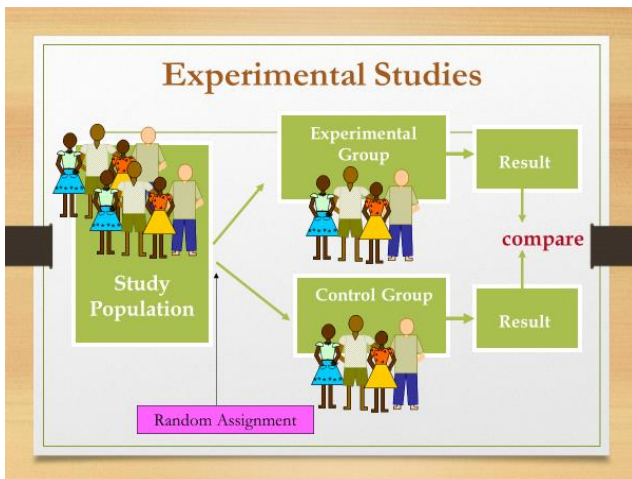 Experimental Studies
Study
Population
Experimental
Group
Result
compare
Control Group
Result
Random Assignment